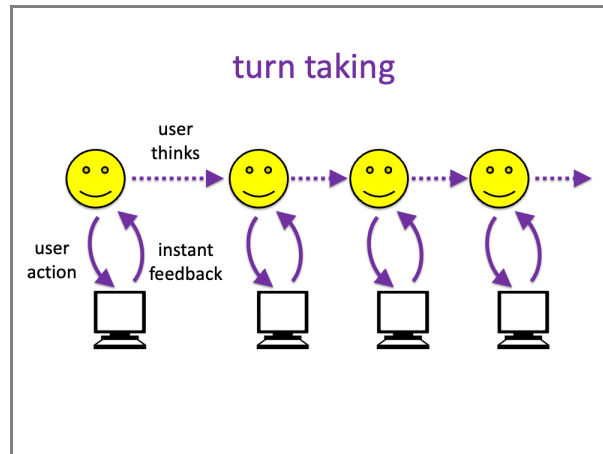 turn taking
user
thinks
user
action
instant
feedback